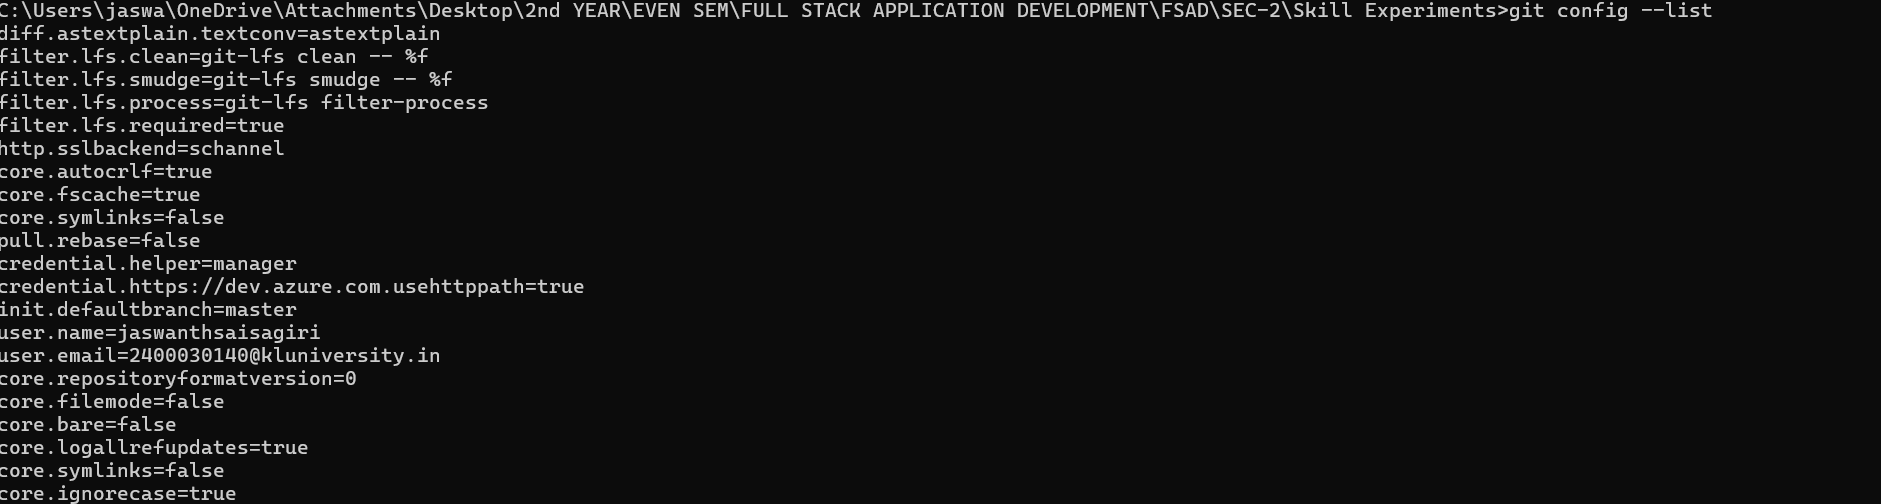 C:\Users\jaswa\OneDrive\Attachments\Desktop\2nd YEAR\EVEN SEM\FULL STACK APPLICATION DEVELOPMENT\FSAD\SEC-2\Skill Experiments>git config --list
diff.astextplain.textconv=astextplain
filter.lfs.clean=git-lfs clean -- %f
filter.lfs.smudge=git-lfs smudge -- %f
filter.lfs.process=git-lfs filter-process
filter.lfs.required=true
http.sslbackend=schannel
core.autocrlf=true
core.fscache=true
core.symlinks=false
pull.rebase=false
credential.helper=manager
credential.https://dev.azure.com.usehttppath=true
init.defaultbranch=master
user.name=jaswanthsaisagiri
user.email=2400030140@kluniversity.in
core.repositoryformatversion=0
core.filemode=false
core.bare=false
core.logallrefupdates=true
core.symlinks=false
core.ignorecase=true